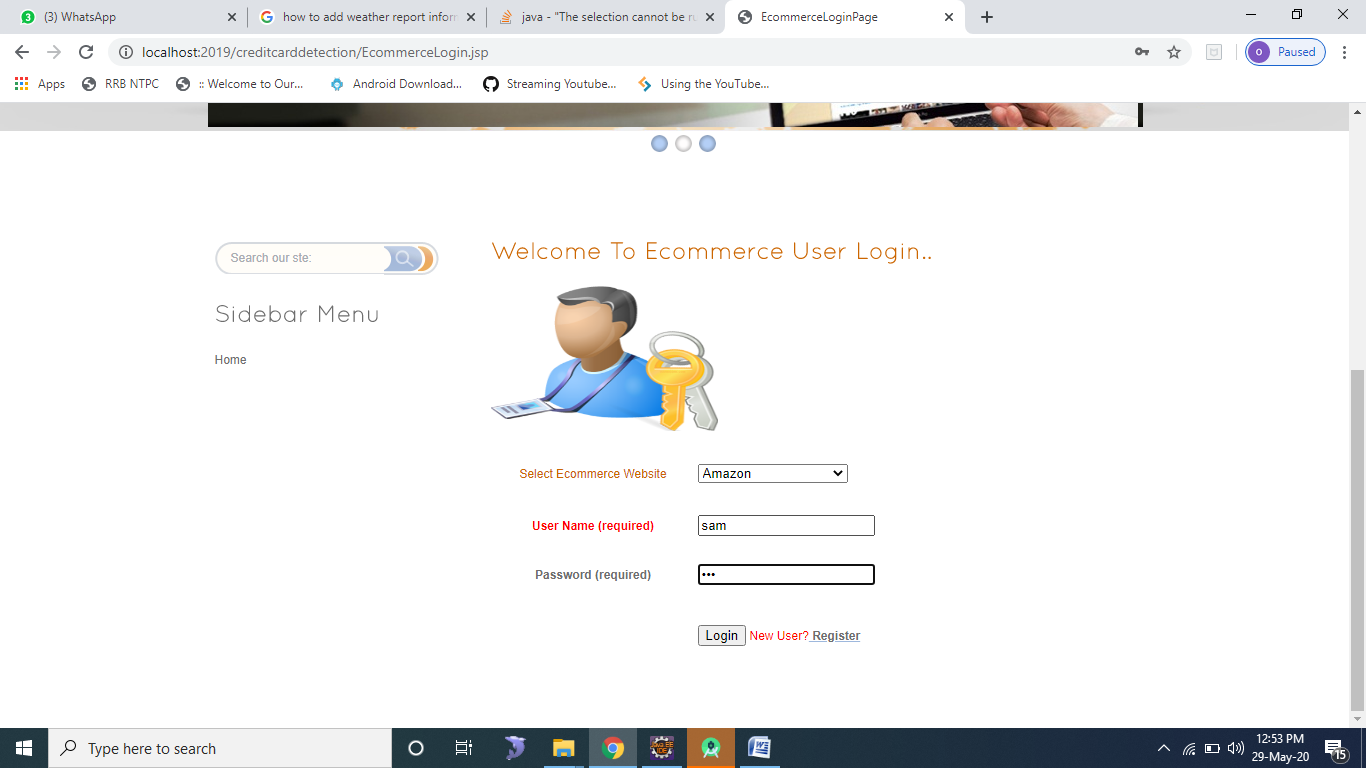 (3) WhatsApp
how to add weather report inform
java - "The selection cannot be ru
EcommerceLoginPage
localhost:2019/creditcarddetection/EcommerceLogin.jsp
Paused
Apps
RRB NTPC
:: Welcome to Our...
Android Download...
Streaming Youtube...
Using the YouTube...
Search our ste:
Welcome To Ecommerce User Login..
Sidebar Menu
Home
Select Ecommerce Website
Amazon
User Name (required)
sam
Password (required)
•••
Login New User? Register
Type here to search
12:53 PM
29-May-20
15